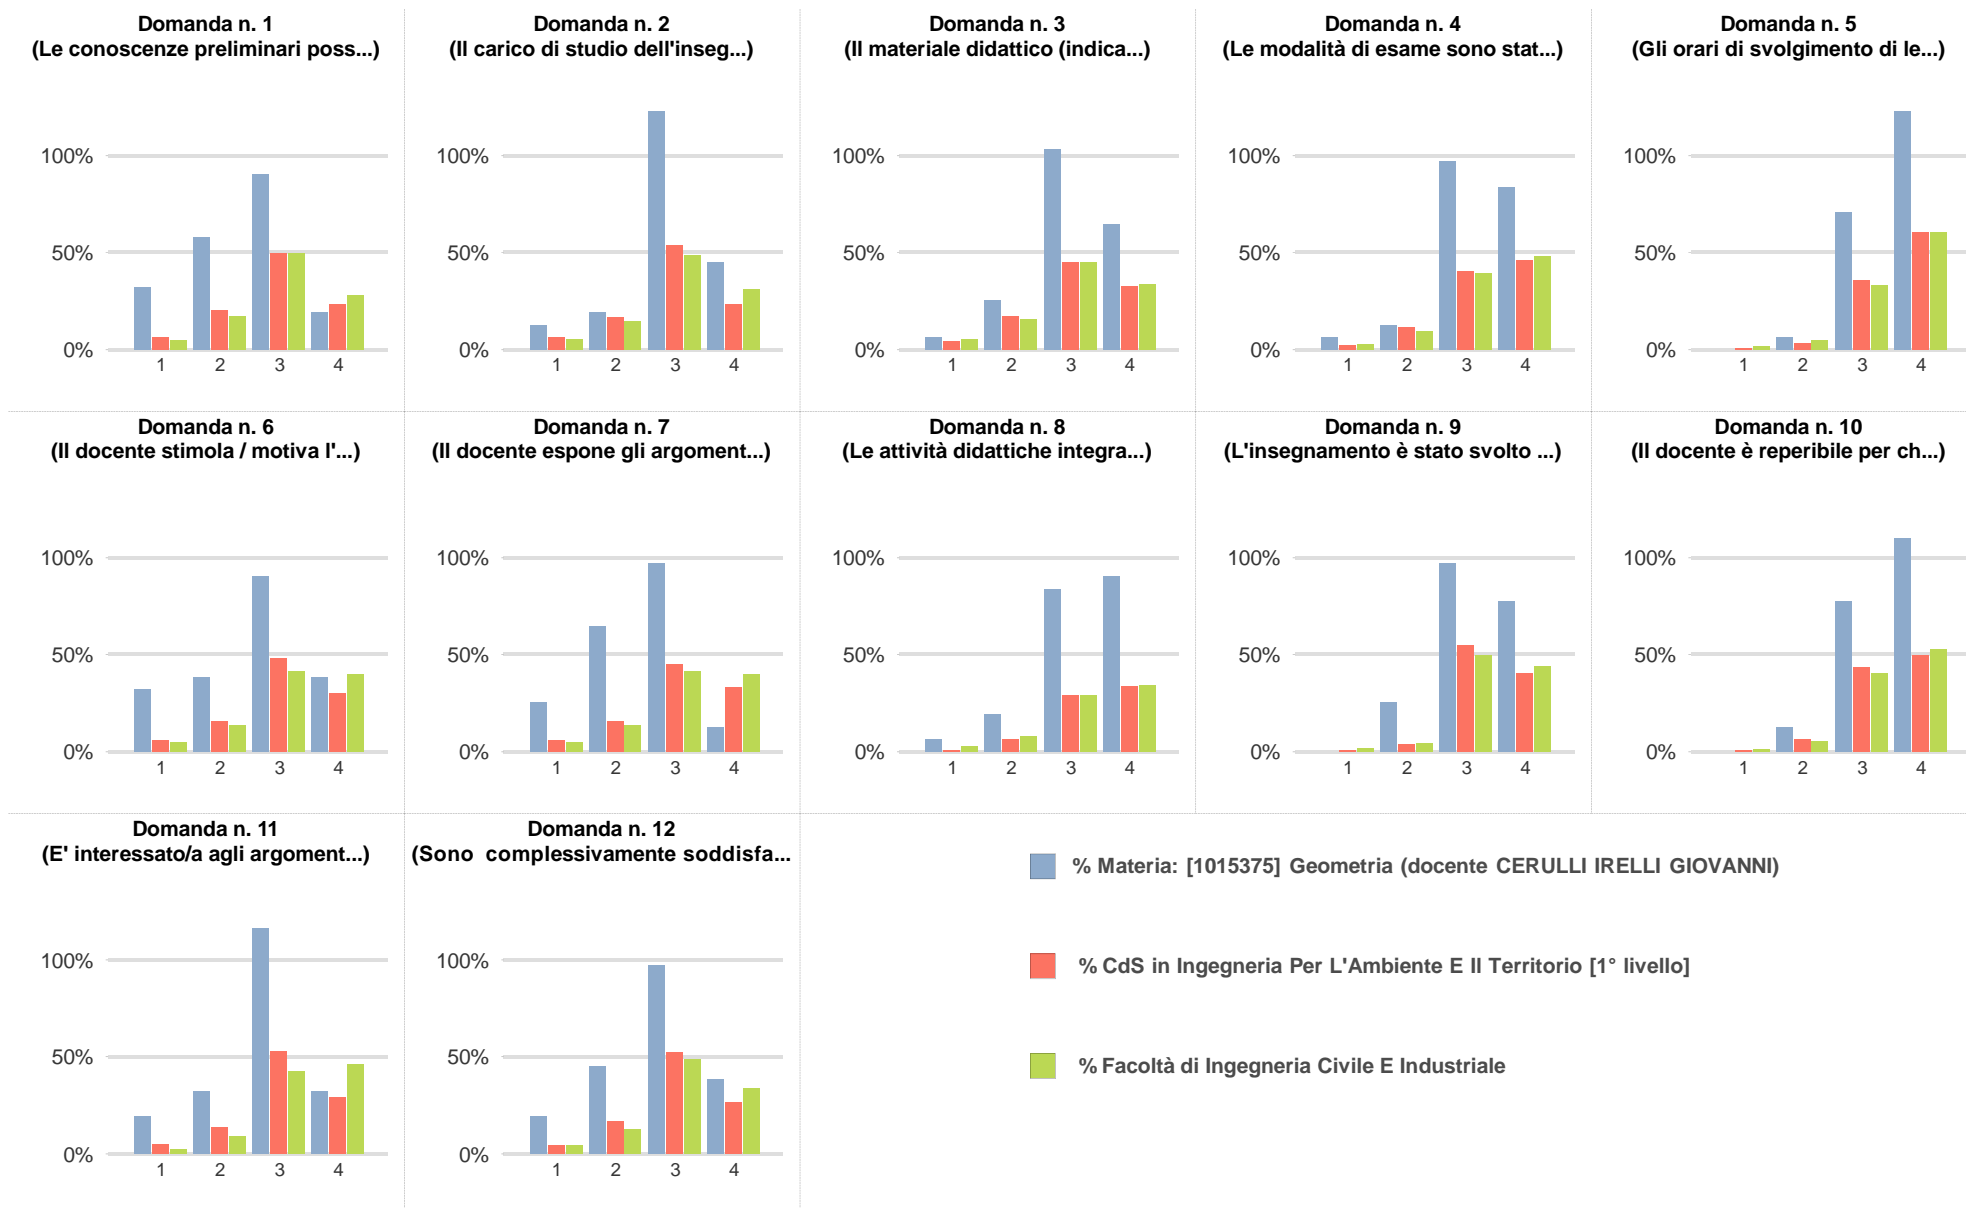 Domanda n. 1
(Le conoscenze preliminari poss...)
100%
50%
0%
1 2 3 4
Domanda n. 2
(Il carico di studio dell'inseg...)
100%
50%
0%
1 2 3 4
Domanda n. 3
(Il materiale didattico (indica...)
100%
50%
0%
1 2 3 4
Domanda n. 4
(Le modalità di esame sono stat...)
100%
50%
0%
1 2 3 4
Domanda n. 5
(Gli orari di svolgimento di le...)
100%
50%
0%
1 2 3 4
Domanda n. 6
(Il docente stimola / motiva l'...)
100%
50%
0%
1 2 3 4
Domanda n. 7
(Il docente espone gli argoment...)
100%
50%
0%
1 2 3 4
Domanda n. 8
(Le attività didattiche integra...)
100%
50%
0%
1 2 3 4
Domanda n. 9
(L'insegnamento è stato svolto ...)
100%
50%
0%
1 2 3 4
Domanda n. 10
(Il docente è reperibile per ch...)
100%
50%
0%
1 2 3 4
Domanda n. 11
(E' interessato/a agli argoment...)
100%
50%
0%
1 2 3 4
Domanda n. 12
(Sono complessivamente soddisfa...
100%
50%
0%
1 2 3 4
% Materia: [1015375] Geometria (docente CERULLI IRELLI GIOVANNI)
% CdS in Ingegneria Per L'Ambiente E Il Territorio [1° livello]
% Facoltà di Ingegneria Civile E Industriale